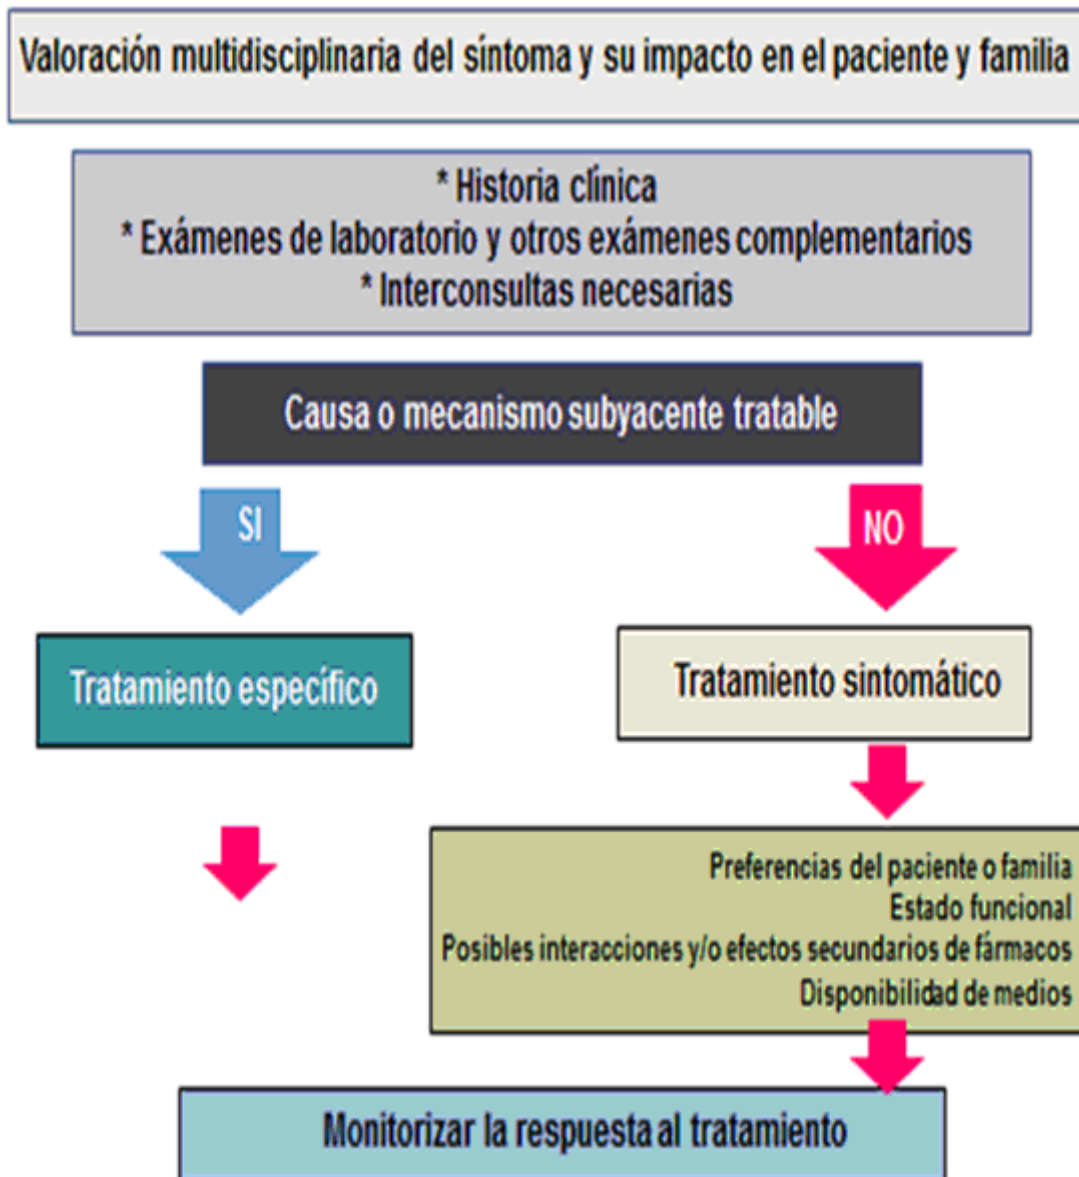 Valoración multidisciplinaria del síntoma y su impacto en el paciente y familia
* Historia clínica
* Exámenes de laboratorio y otros exámenes complementarios
* Interconsultas necesarias
Causa o mecanismo subyacente tratable
SI
NO
Tratamiento específico
Tratamiento sintomático
Preferencias del paciente o familia
Estado funcional
Posibles interacciones y/o efectos secundarios de fármacos
Disponibilidad de medios
Monitorizar la respuesta al tratamiento